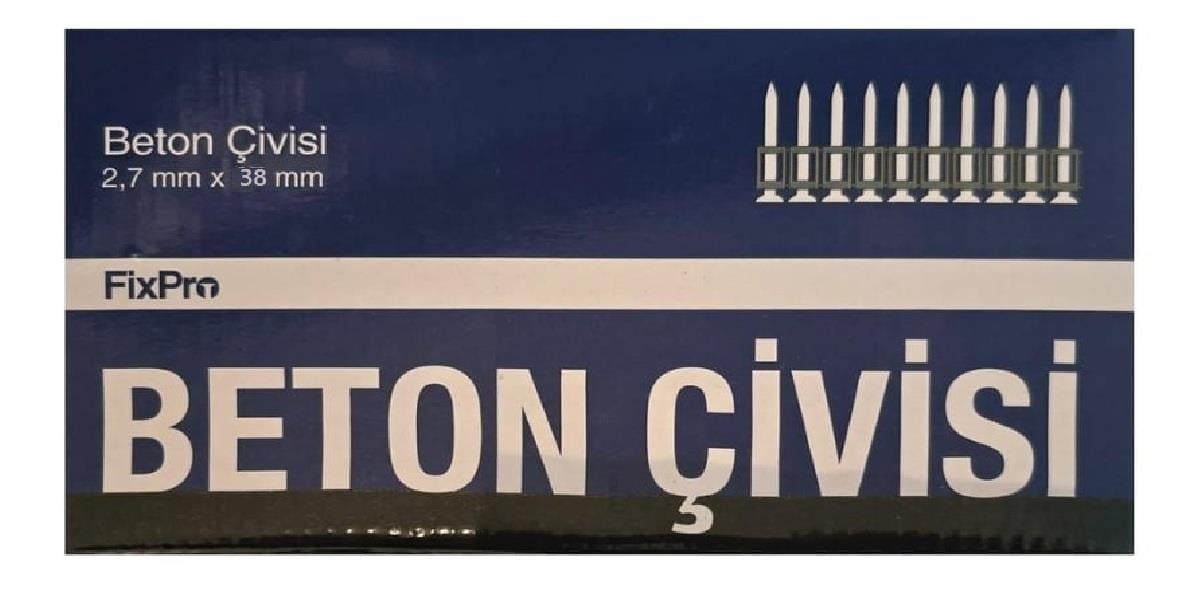 Beton Çivisi
2,7 mm x 38 mm
FixPro
BETON ÇİVİSİ